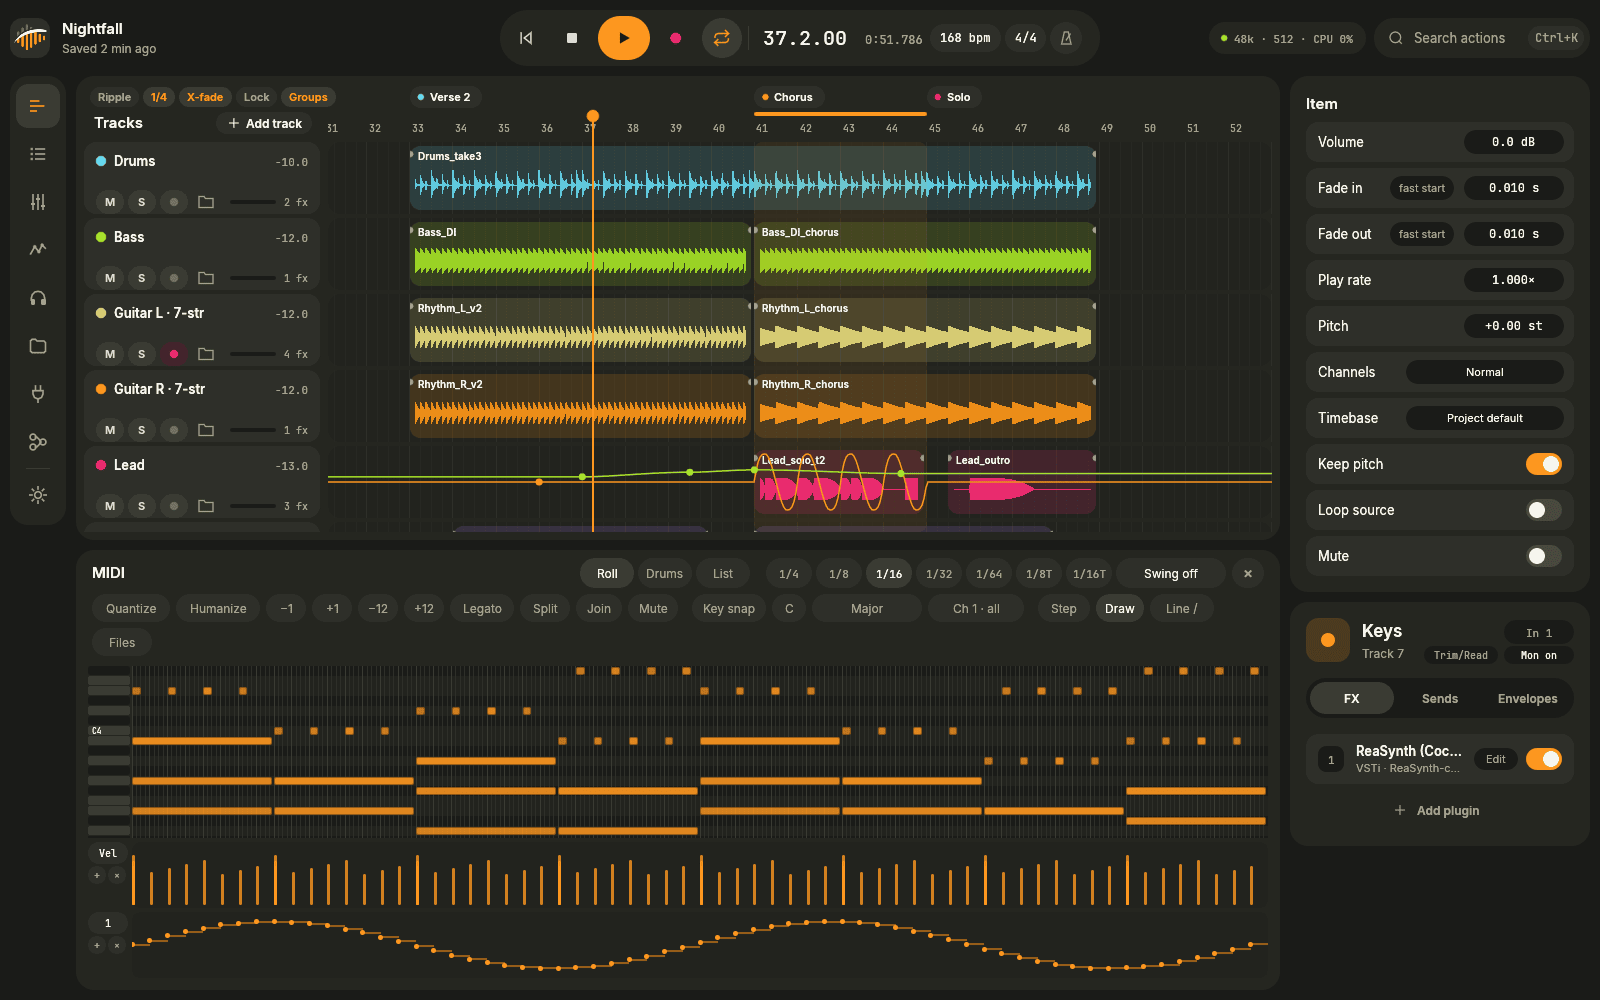 Nightfall
Saved 2 min ago
37.2.00
0:51.786
168 bpm
4/4
48k · 512 · CPU 0%
Search actions
Ctrl+K
Ripple
1/4
X-fade
Lock
Groups
Verse 2
Chorus
Solo
Tracks
+ Add track
31 32 33 34 35 36 37 38 39 40 41 42 43 44 45 46 47 48 49 50 51 52
Drums
-10.0
M S
2 fx
Drums_take3
Bass
-12.0
M S
1 fx
Bass_DI
Bass_DI_chorus
Guitar L · 7-str
-12.0
M S
4 fx
Rhythm_L_v2
Rhythm_L_chorus
Guitar R · 7-str
-12.0
M S
1 fx
Rhythm_R_v2
Rhythm_R_chorus
Lead
-13.0
M S
3 fx
Lead_solo_t2
Lead_outro
MIDI
Roll
Drums
List
1/4
1/8
1/16
1/32
1/64
1/8T
1/16T
Swing off
×
Quantize
Humanize
−1
+1
−12
+12
Legato
Split
Join
Mute
Key snap
C
Major
Ch 1 · all
Step
Draw
Line /
Files
C4
Vel
+ ×
1
+ ×
Item
Volume
0.0 dB
Fade in
fast start
0.010 s
Fade out
fast start
0.010 s
Play rate
1.000×
Pitch
+0.00 st
Channels
Normal
Timebase
Project default
Keep pitch
Loop source
Mute
Keys
Track 7
In 1
Trim/Read
Mon on
FX
Sends
Envelopes
1
ReaSynth (Coc...
VSTi · ReaSynth-c...
Edit
+ Add plugin